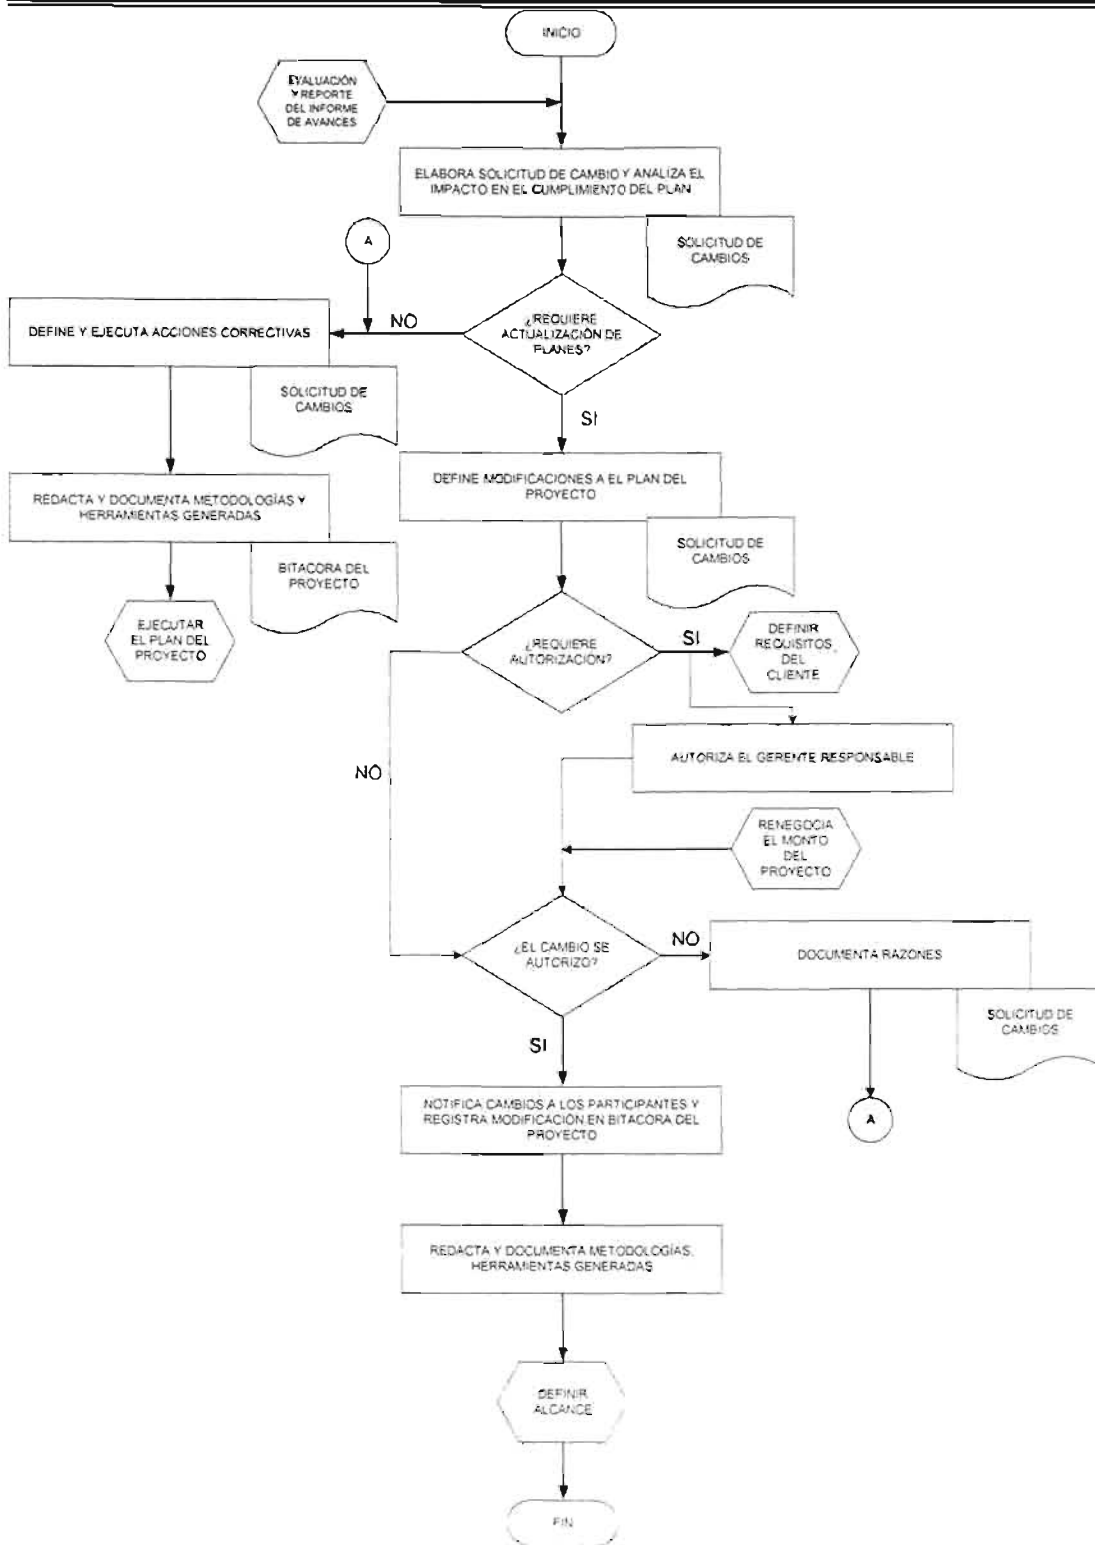 INICIO
EVALUACIÓN
Y REPORTE
DEL INFORME
DE AVANCES
ELABORA SOLICITUD DE CAMBIO Y ANALIZA EL
IMPACTO EN EL CUMPLIMIENTO DEL PLAN
SOLICITUD DE
CAMBIOS
A
¿REQUIERE
ACTUALIZACIÓN DE
PLANES?
NO
DEFINE Y EJECUTA ACCIONES CORRECTIVAS
SOLICITUD DE
CAMBIOS
SI
DEFINE MODIFICACIONES A EL PLAN DEL
PROYECTO
SOLICITUD DE
CAMBIOS
REDACTA Y DOCUMENTA METODOLOGÍAS Y
HERRAMIENTAS GENERADAS
BITACORA DEL
PROYECTO
EJECUTAR
EL PLAN DEL
PROYECTO
¿REQUIERE
AUTORIZACIÓN?
SI
DEFINIR
REQUISITOS
DEL
CLIENTE
AUTORIZA EL GERENTE RESPONSABLE
NO
RENEGOCIA
EL MONTO
DEL
PROYECTO
¿EL CAMBIO SE
AUTORIZO?
NO
DOCUMENTA RAZONES
SOLICITUD DE
CAMBIOS
A
SI
NOTIFICA CAMBIOS A LOS PARTICIPANTES Y
REGISTRA MODIFICACIÓN EN BITACORA DEL
PROYECTO
REDACTA Y DOCUMENTA METODOLOGÍAS,
HERRAMIENTAS GENERADAS
DEFINIR
ALCANCE
FIN